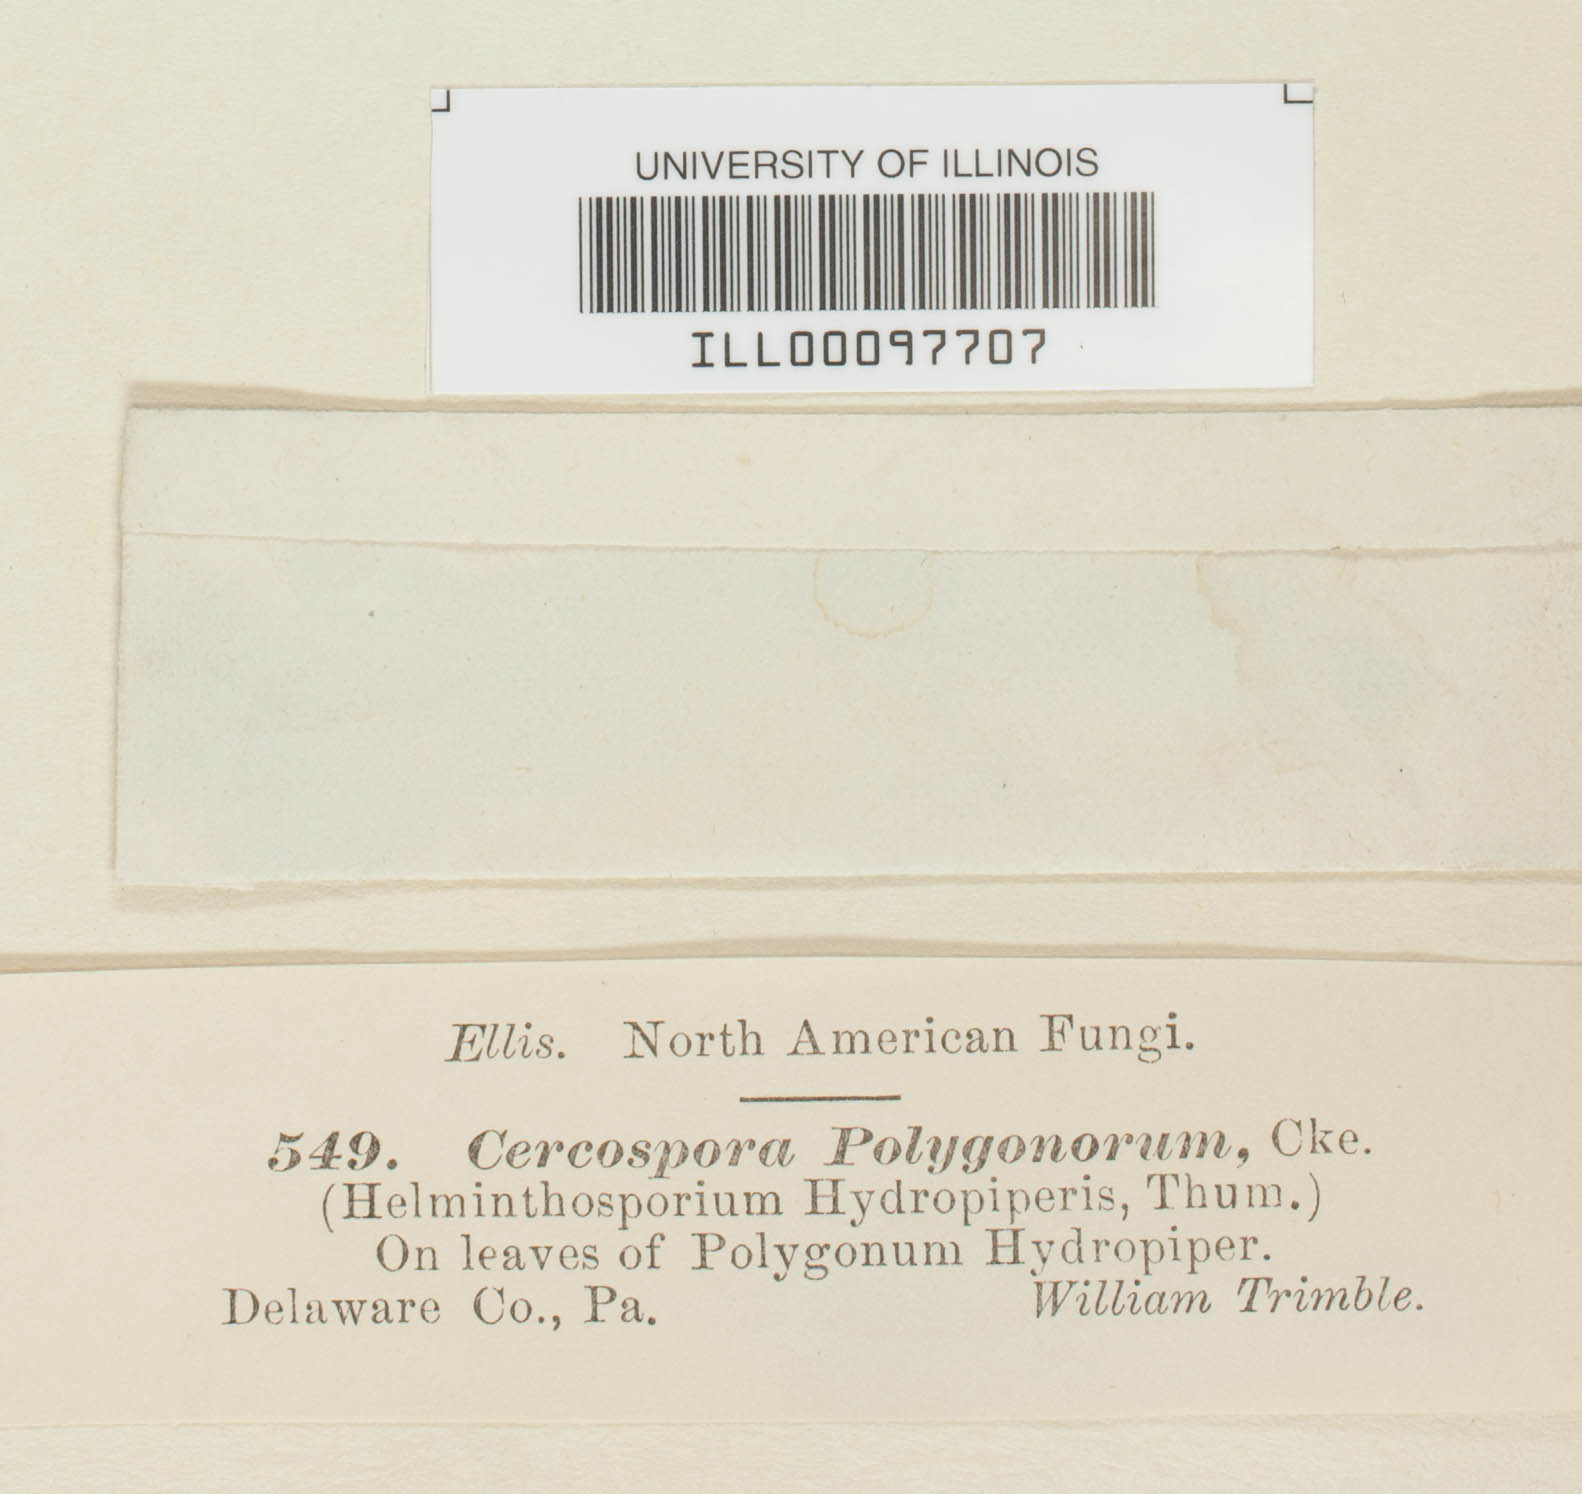 UNIVERSITY OF ILLINOIS
ILL00097707
Ellis. North American Fungi.
549. Cercospora Polygonorum, Cke.
(Helminthosporium Hydropiperis, Thum.)
On leaves of Polygonum Hydropiper.
Delaware Co., Pa. William Trimble.